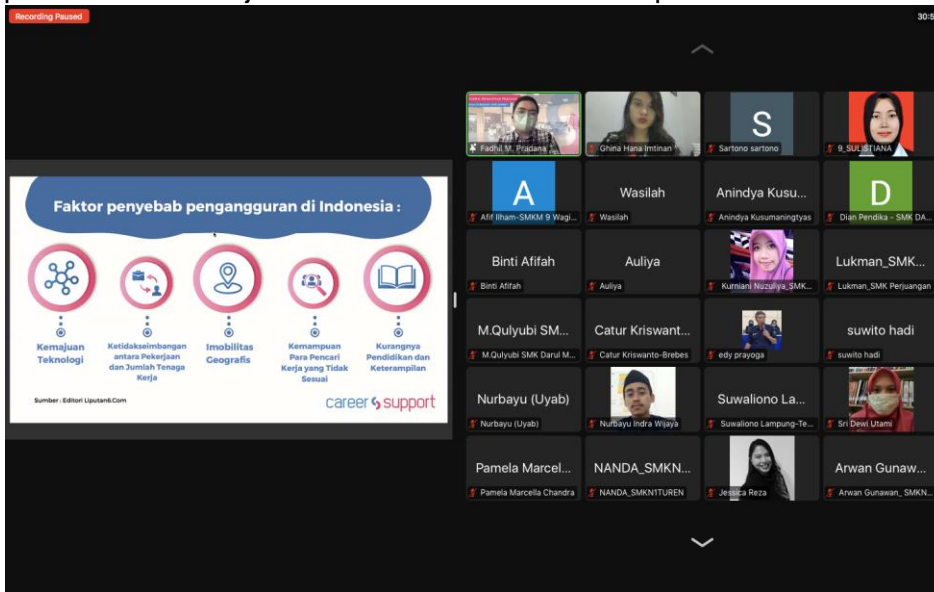 Recording Paused
Faktor penyebab pengangguran di Indonesia :
Kemajuan
Teknologi
Ketidakseimbangan
antara Pekerjaan
dan Jumlah Tenaga
Kerja
Imobilitas
Geografis
Kemampuan
Para Pencari
Kerja yang Tidak
Sesuai
Kurangnya
Pendidikan dan
Keterampilan
Sumber : Editori Liputan6.Com
career support
Fadhil M. Pradana
Ghina Hana Imtinan
S
Sartono sartono
9_SULISTIANA
A
Afif Ilham-SMKM 9 Wagi...
Wasilah
Wasilah
Anindya Kusu...
Anindya Kusumaningtyas
D
Dian Pendika - SMK DA...
Binti Afifah
Binti Afifah
Auliya
Auliya
Kurniani Nuzuliya_SMK...
Lukman_SMK...
Lukman_SMK Perjuangan
M.Qulyubi SM...
M.Qulyubi SMK Darul M...
Catur Kriswant...
Catur Kriswanto-Brebes
edy prayoga
suwito hadi
suwito hadi
Nurbayu (Uyab)
Nurbayu (Uyab)
Nurbayu Indra Wijaya
Suwaliono La...
Suwaliono Lampung-Te...
Sri Dewi Utami
Pamela Marcel...
Pamela Marcella Chandra
NANDA_SMKN...
NANDA_SMKN1TUREN
Jessica Reza
Arwan Gunaw...
Arwan Gunawan_ SMKN...